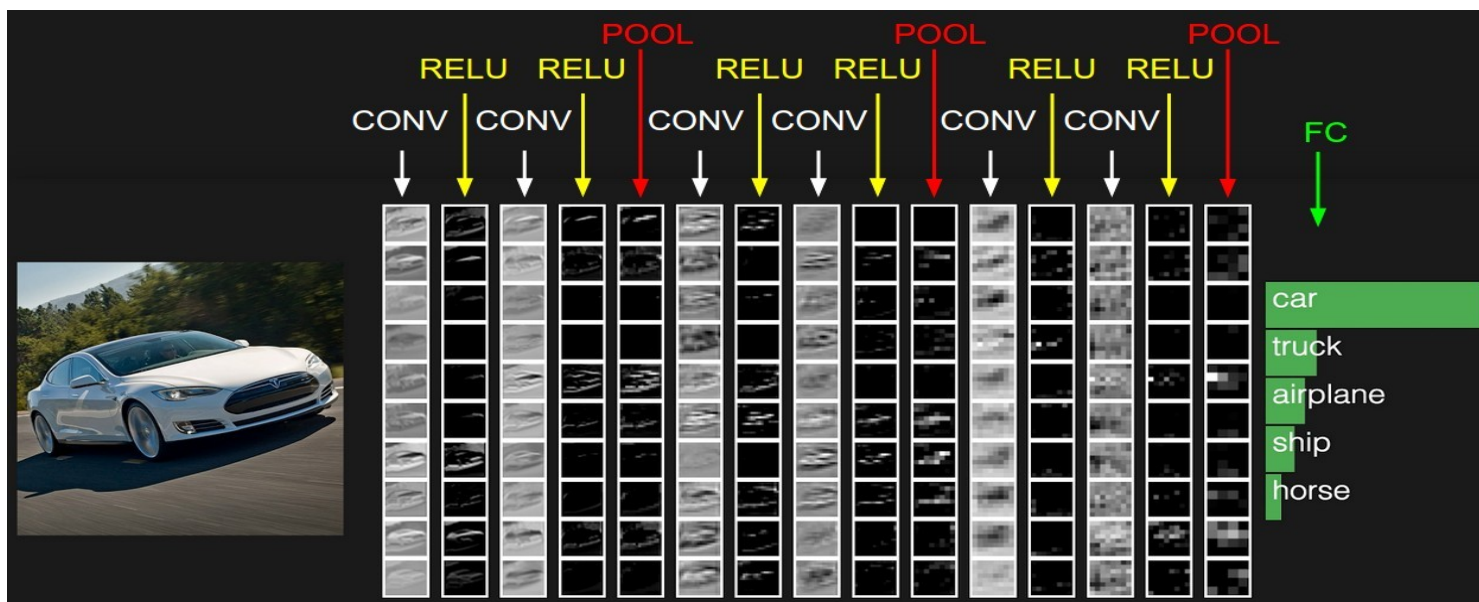 POOL POOL POOL
RELU RELU RELU RELU RELU RELU
CONV CONV CONV CONV CONV CONV
FC
car
truck
airplane
ship
horse